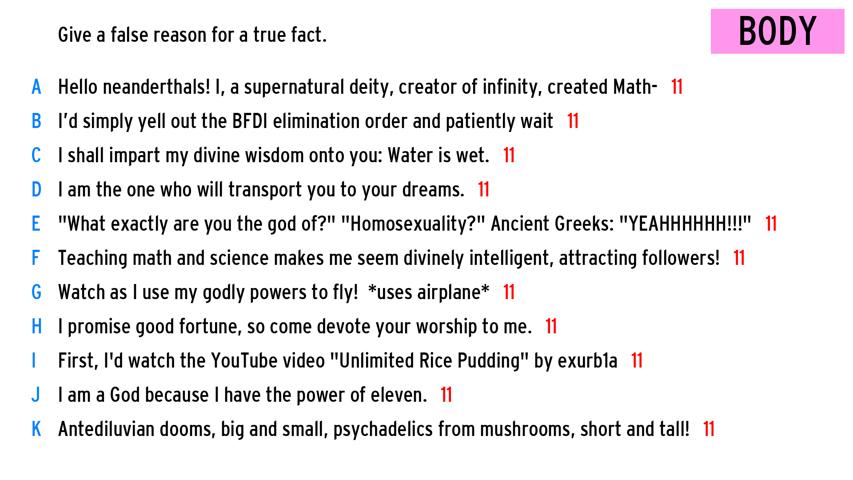 Give a false reason for a true fact.
BODY
A Hello neanderthals! I, a supernatural deity, creator of infinity, created Math- 11
B I'd simply yell out the BFDI elimination order and patiently wait 11
C I shall impart my divine wisdom onto you: Water is wet. 11
D I am the one who will transport you to your dreams. 11
E "What exactly are you the god of?" "Homosexuality?" Ancient Greeks: "YEAHHHHHH!!!" 11
F Teaching math and science makes me seem divinely intelligent, attracting followers! 11
G Watch as I use my godly powers to fly! *uses airplane* 11
H I promise good fortune, so come devote your worship to me. 11
I First, I'd watch the YouTube video "Unlimited Rice Pudding" by exurb1a 11
J I am a God because I have the power of eleven. 11
K Antediluvian dooms, big and small, psychadelics from mushrooms, short and tall! 11